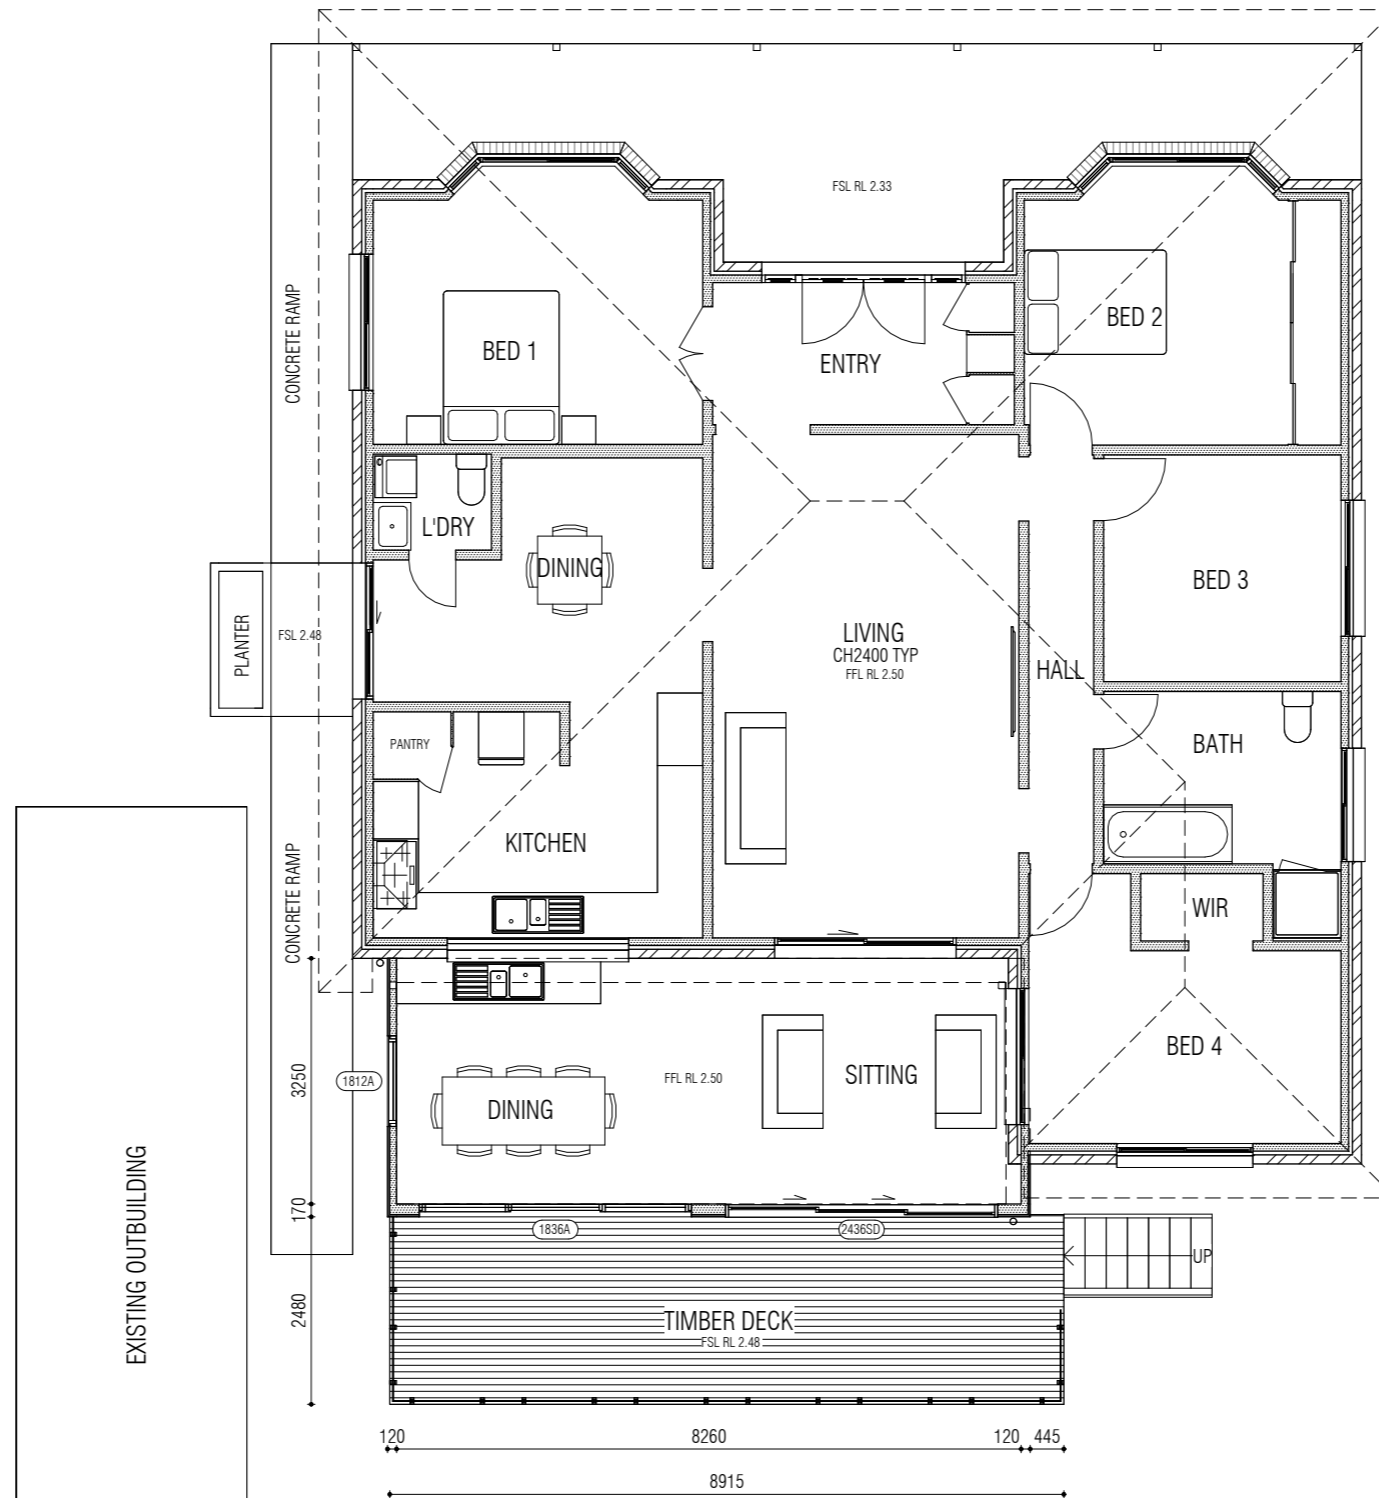 FSL RL 2.33
CONCRETE RAMP
BED 1
ENTRY
BED 2
L'DRY
DINING
BED 3
PLANTER
FSL 2.48
LIVING
CH2400 TYP
FFL RL 2.50
HALL
PANTRY
BATH
KITCHEN
CONCRETE RAMP
WIR
BED 4
3250
1812A
FFL RL 2.50
SITTING
DINING
170
1836A
2436SD
UP
EXISTING OUTBUILDING
2480
TIMBER DECK
FSL RL 2.48
120
8260
120
445
8915